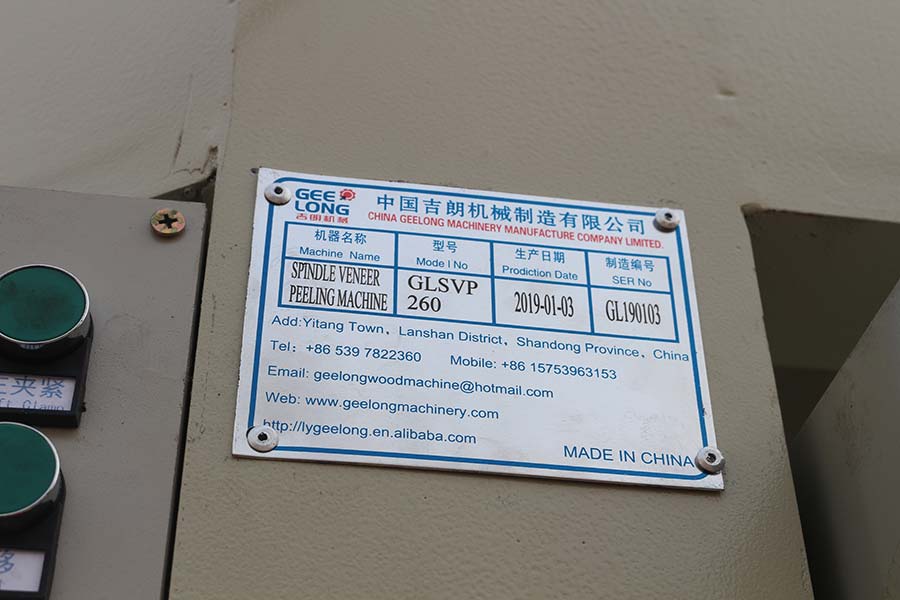 GEE
LONG
吉朗机械
中国吉朗机械制造有限公司
CHINA GEELONG MACHINERY MANUFACTURE COMPANY LIMITED.
机器名称 型号 生产日期 制造编号
Machine Name Mode l No Prodiction Date SER No
SPINDLE VENEER
PEELING MACHINE
GLSVP
260
2019-01-03
GL190103
Add:Yitang Town, Lanshan District, Shandong Province, China
Tel: +86 539 7822360 Mobile: +86 15753963153
Email: geelongwoodmachine@hotmail.com
Web: www.geelongmachinery.com
http://lygeelong.en.alibaba.com
MADE IN CHINA
夹紧